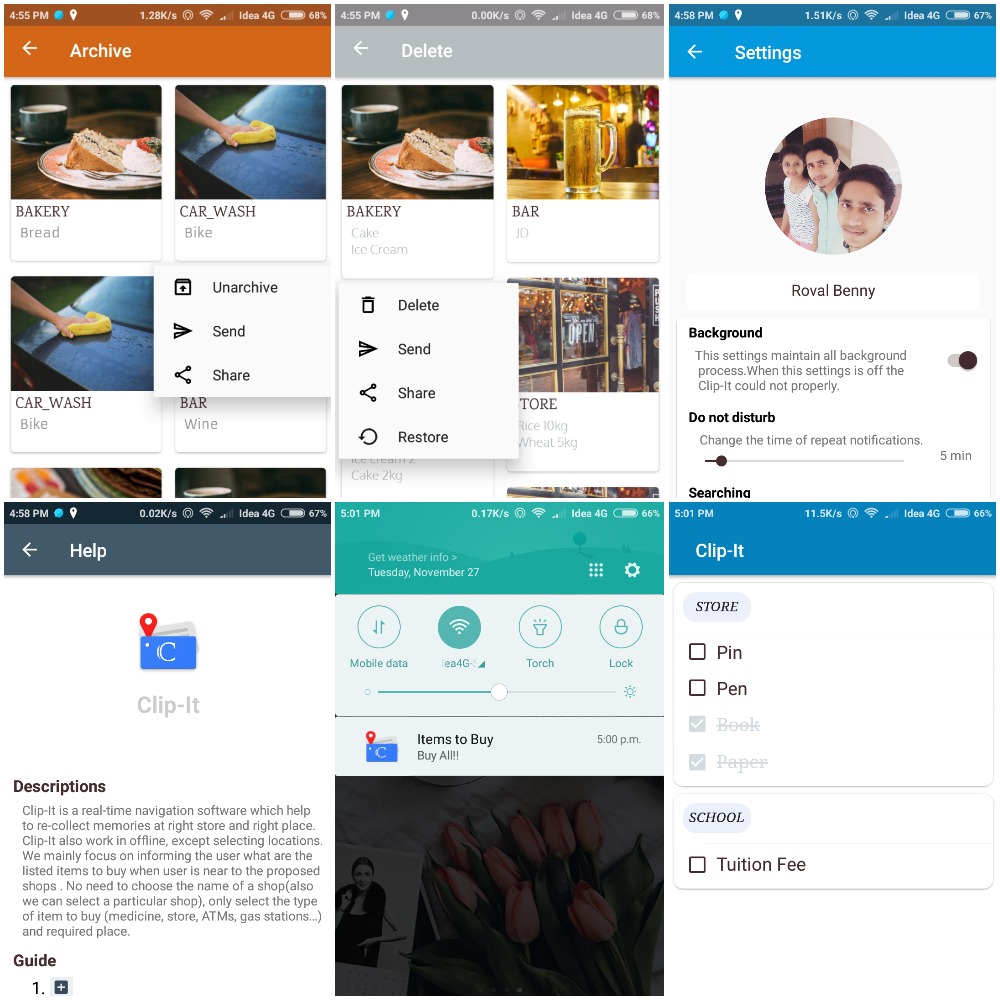 4:55 PM 1.28K/s Idea 4G 68%
Archive
BAKERY
Bread
CAR_WASH
Bike
Unarchive
Send
Share
CAR_WASH
Bike
BAR
Wine
4:55 PM 0.00K/s Idea 4G 68%
Delete
BAKERY
Cake
Ice Cream
BAR
JD
OPEN
Delete
Send
Share
Restore
TORE
Rice 10kg
Wheat 5kg
Ice cream 2
Cake 2kg
4:58 PM 1.51K/s Idea 4G 67%
Settings
Roval Benny
Background
This settings maintain all background
process.When this settings is off the
Clip-It could not properly.
Do not disturb
Change the time of repeat notifications.
5 min
Searching
4:58 PM 0.02K/s Idea 4G 67%
Help
C
Clip-It
Descriptions
Clip-It is a real-time navigation software which help
to re-collect memories at right store and right place.
Clip-It also work in offline, except selecting locations.
We mainly focus on informing the user what are the
listed items to buy when user is near to the proposed
shops . No need to choose the name of a shop(also
we can select a particular shop), only select the type
of item to buy (medicine, store, ATMs, gas stations...)
and required place.
Guide
1.
5:01 PM 0.17K/s Idea 4G 66%
Get weather info >
Tuesday, November 27
Mobile data
lea4G-
Torch
Lock
C
Items to Buy
5:00 p.m.
Buy All!!
5:01 PM 11.5K/s Idea 4G 66%
Clip-It
STORE
Pin
Pen
Book
Paper
SCHOOL
Tuition Fee